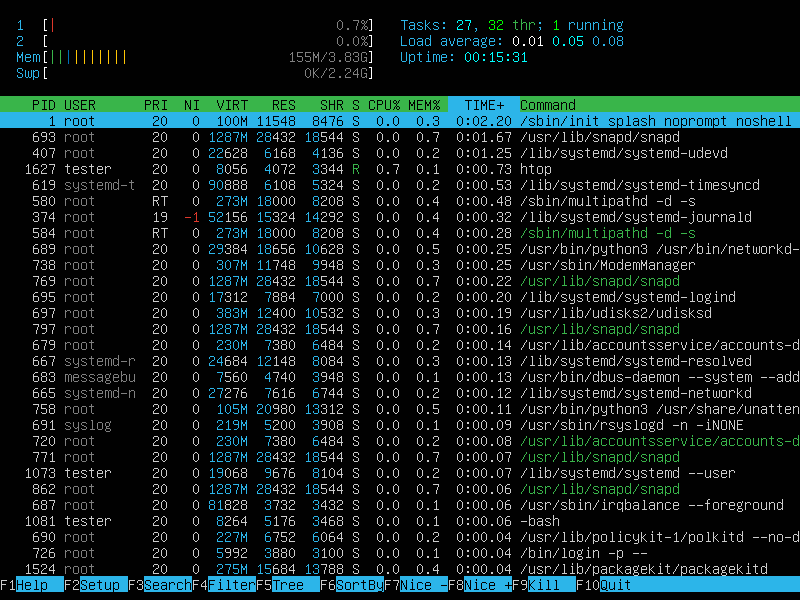 1  [|                                   0.7%]   Tasks: 27, 32 thr; 1 running
2  [                                    0.0%]   Load average: 0.01 0.05 0.08
Mem[||||||||||                    155M/3.83G]   Uptime: 00:15:31
Swp[                                0K/2.24G]
PID USER      PRI  NI  VIRT   RES   SHR S CPU% MEM%   TIME+  Command
1 root       20   0  100M 11548  8476 S  0.0  0.3  0:02.20 /sbin/init splash noprompt noshell
693 root       20   0 1287M 28432 18544 S  0.0  0.7  0:01.67 /usr/lib/snapd/snapd
407 root       20   0 22628  6168  4136 S  0.0  0.2  0:01.25 /lib/systemd/systemd-udevd
1627 tester     20   0  8056  4072  3344 R  0.7  0.1  0:00.73 htop
619 systemd-t  20   0 90888  6108  5324 S  0.0  0.2  0:00.53 /lib/systemd/systemd-timesyncd
580 root       RT   0  273M 18000  8208 S  0.0  0.4  0:00.48 /sbin/multipathd -d -s
374 root       19  -1 52156 15324 14292 S  0.0  0.4  0:00.32 /lib/systemd/systemd-journald
584 root       RT   0  273M 18000  8208 S  0.0  0.4  0:00.28 /sbin/multipathd -d -s
689 root       20   0 29384 18656 10628 S  0.0  0.5  0:00.25 /usr/bin/python3 /usr/bin/networkd-
738 root       20   0  307M 11748  9948 S  0.0  0.3  0:00.25 /usr/sbin/ModemManager
769 root       20   0 1287M 28432 18544 S  0.0  0.7  0:00.22 /usr/lib/snapd/snapd
695 root       20   0 17312  7884  7000 S  0.0  0.2  0:00.20 /lib/systemd/systemd-logind
697 root       20   0  383M 12400 10532 S  0.0  0.3  0:00.19 /usr/lib/udisks2/udisksd
797 root       20   0 1287M 28432 18544 S  0.0  0.7  0:00.16 /usr/lib/snapd/snapd
679 root       20   0  230M  7380  6484 S  0.0  0.2  0:00.14 /usr/lib/accountsservice/accounts-d
667 systemd-r  20   0 24684 12148  8084 S  0.0  0.3  0:00.13 /lib/systemd/systemd-resolved
683 messagebu  20   0  7560  4740  3948 S  0.0  0.1  0:00.13 /usr/bin/dbus-daemon --system --add
665 systemd-n  20   0 27276  7616  6744 S  0.0  0.2  0:00.12 /lib/systemd/systemd-networkd
758 root       20   0  105M 20980 13312 S  0.0  0.5  0:00.11 /usr/bin/python3 /usr/share/unatten
691 syslog     20   0  219M  5200  3908 S  0.0  0.1  0:00.09 /usr/sbin/rsyslogd -n -iNONE
720 root       20   0  230M  7380  6484 S  0.0  0.2  0:00.08 /usr/lib/accountsservice/accounts-d
771 root       20   0 1287M 28432 18544 S  0.0  0.7  0:00.07 /usr/lib/snapd/snapd
1073 tester     20   0 19068  9676  8104 S  0.0  0.2  0:00.07 /lib/systemd/systemd --user
862 root       20   0 1287M 28432 18544 S  0.0  0.7  0:00.06 /usr/lib/snapd/snapd
687 root       20   0 81828  3732  3432 S  0.0  0.1  0:00.06 /usr/sbin/irqbalance --foreground
1081 tester     20   0  8264  5176  3468 S  0.0  0.1  0:00.06 -bash
690 root       20   0  227M  6752  6064 S  0.0  0.2  0:00.04 /usr/lib/policykit-1/polkitd --no-d
726 root       20   0  5992  3880  3100 S  0.0  0.1  0:00.04 /bin/login -p --
1524 root       20   0  275M 15684 13768 S  0.0  0.4  0:00.04 /usr/lib/packagekit/packagekitd
F1Help  F2Setup F3SearchF4FilterF5Tree  F6SortByF7Nice -F8Nice +F9Kill  F10Quit